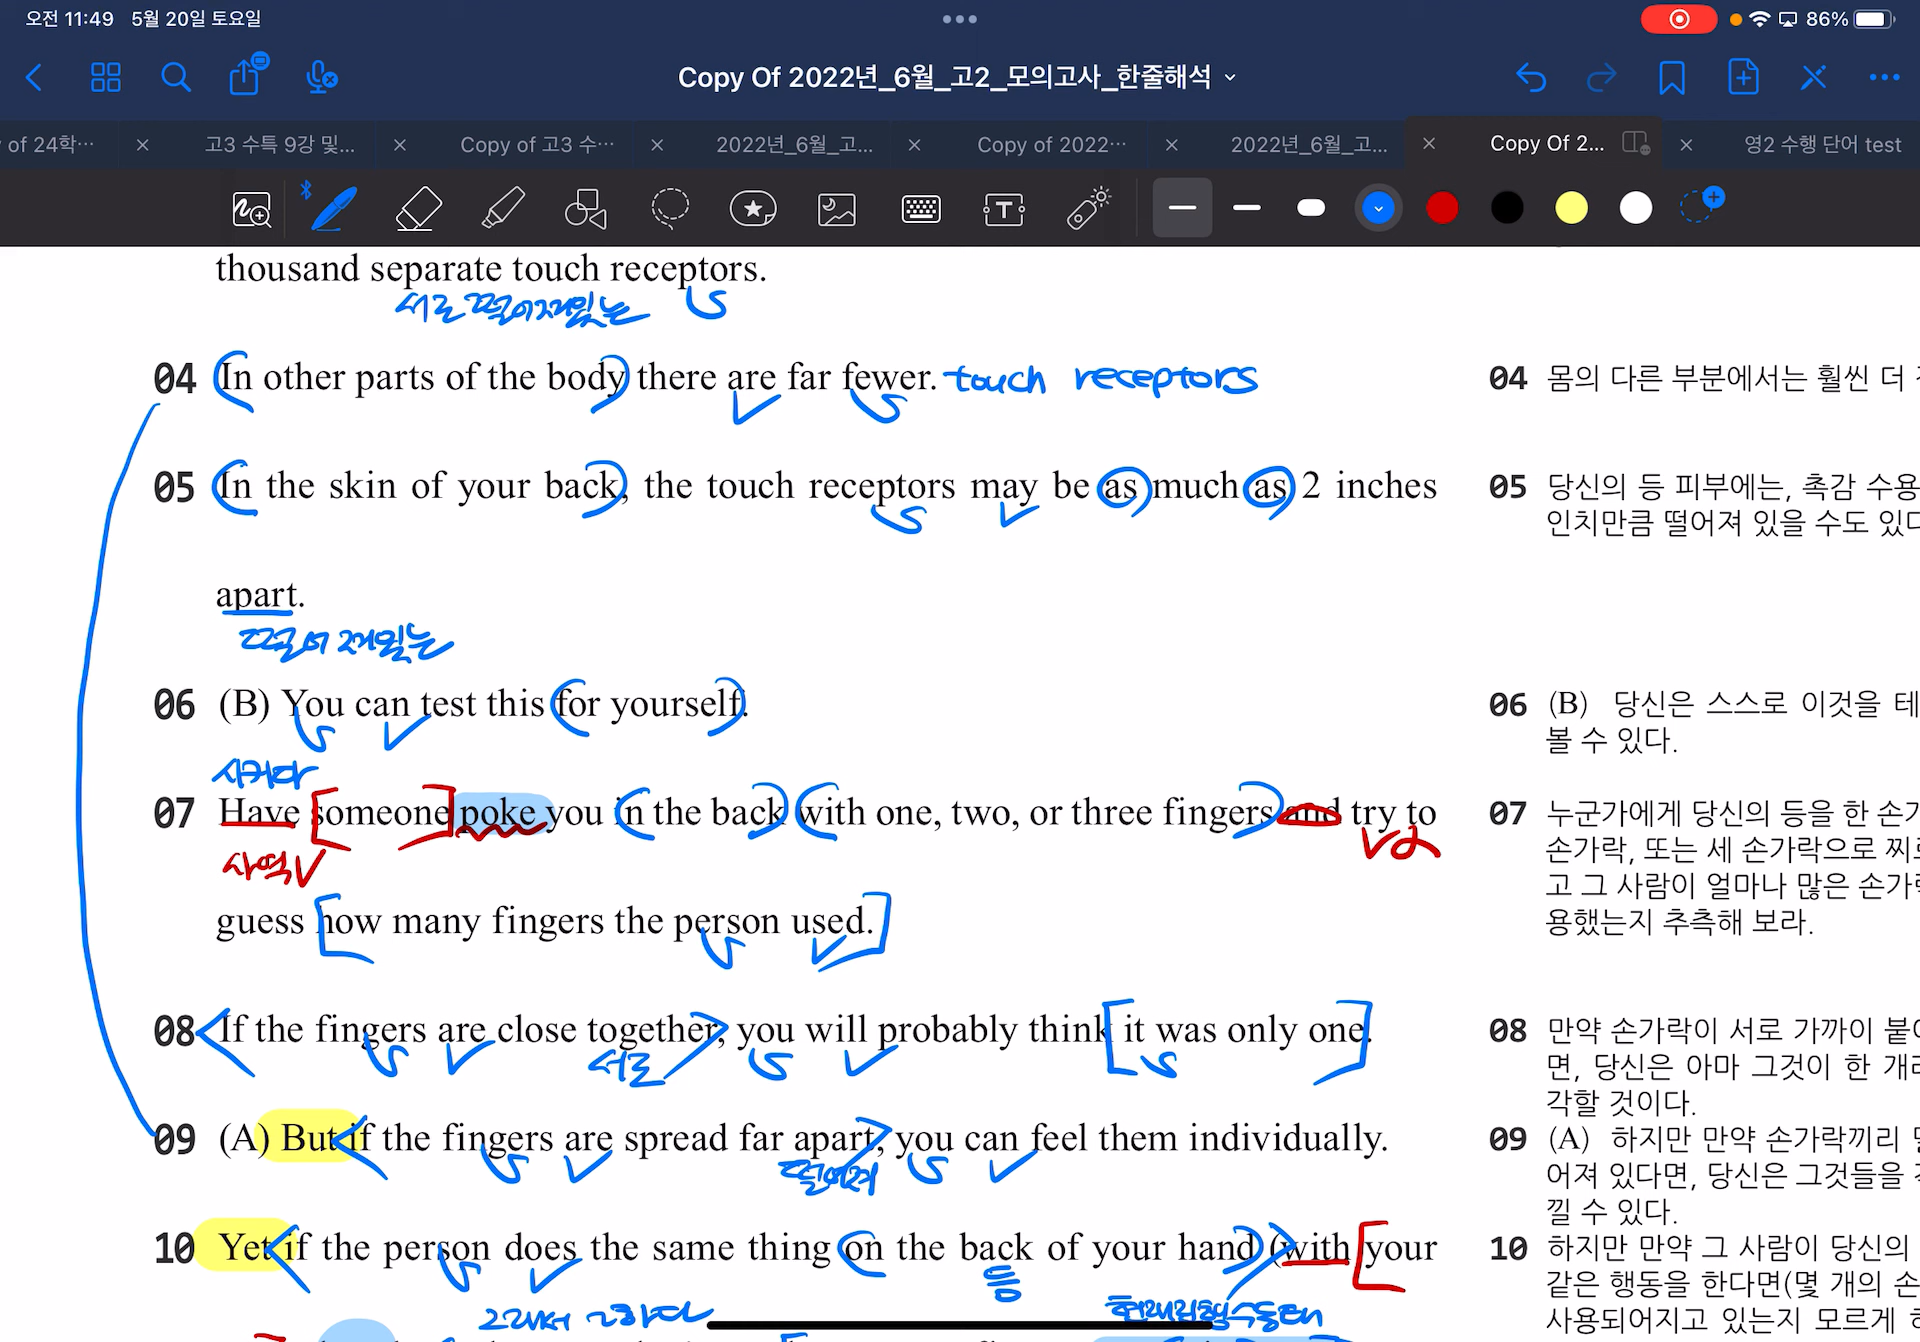 오전 11:49 5월 20일 토요일
86%
Copy Of 2022년_6월_고2_모의고사_한줄해석
of 24학··· 고3 수특 9강 및... Copy of 고3 수··· 2022년_6월_고... Copy of 2022··· 2022년_6월_고... Copy Of 2... 영2 수행 단어 test
thousand separate touch receptors.
서로 떨어져있는 S
04 In other parts of the body there are far fewer. touch receptors
S
04 몸의 다른 부분에서는 훨씬 더
05 In the skin of your back, the touch receptors may be as much as 2 inches
S
apart.
떨어져있는
05 당신의 등 피부에는, 촉감 수용
인치만큼 떨어져 있을 수도 있다
06 (B) You can test this for yourself.
S
06 (B) 당신은 스스로 이것을 테
볼 수 있다.
시키다
07 Have someone poke you in the back with one, two, or three fingers and try to
사역V
guess how many fingers the person used.
S
07 누군가에게 당신의 등을 한 손가
손가락, 또는 세 손가락으로 찌르
고 그 사람이 얼마나 많은 손가락
용했는지 추측해 보라.
08 If the fingers are close together, you will probably think it was only one.
S 서로 S S
08 만약 손가락이 서로 가까이 붙어
면, 당신은 아마 그것이 한 개라
각할 것이다.
09 (A) But if the fingers are spread far apart, you can feel them individually.
S 떨어져 S
09 (A) 하지만 만약 손가락끼리 멀
어져 있다면, 당신은 그것들을
낄 수 있다.
10 Yet if the person does the same thing on the back of your hand (with your
S 등
그래서 그하다 현재진행수동태
10 하지만 만약 그 사람이 당신의
같은 행동을 한다면(몇 개의 손
사용되어지고 있는지 모르게